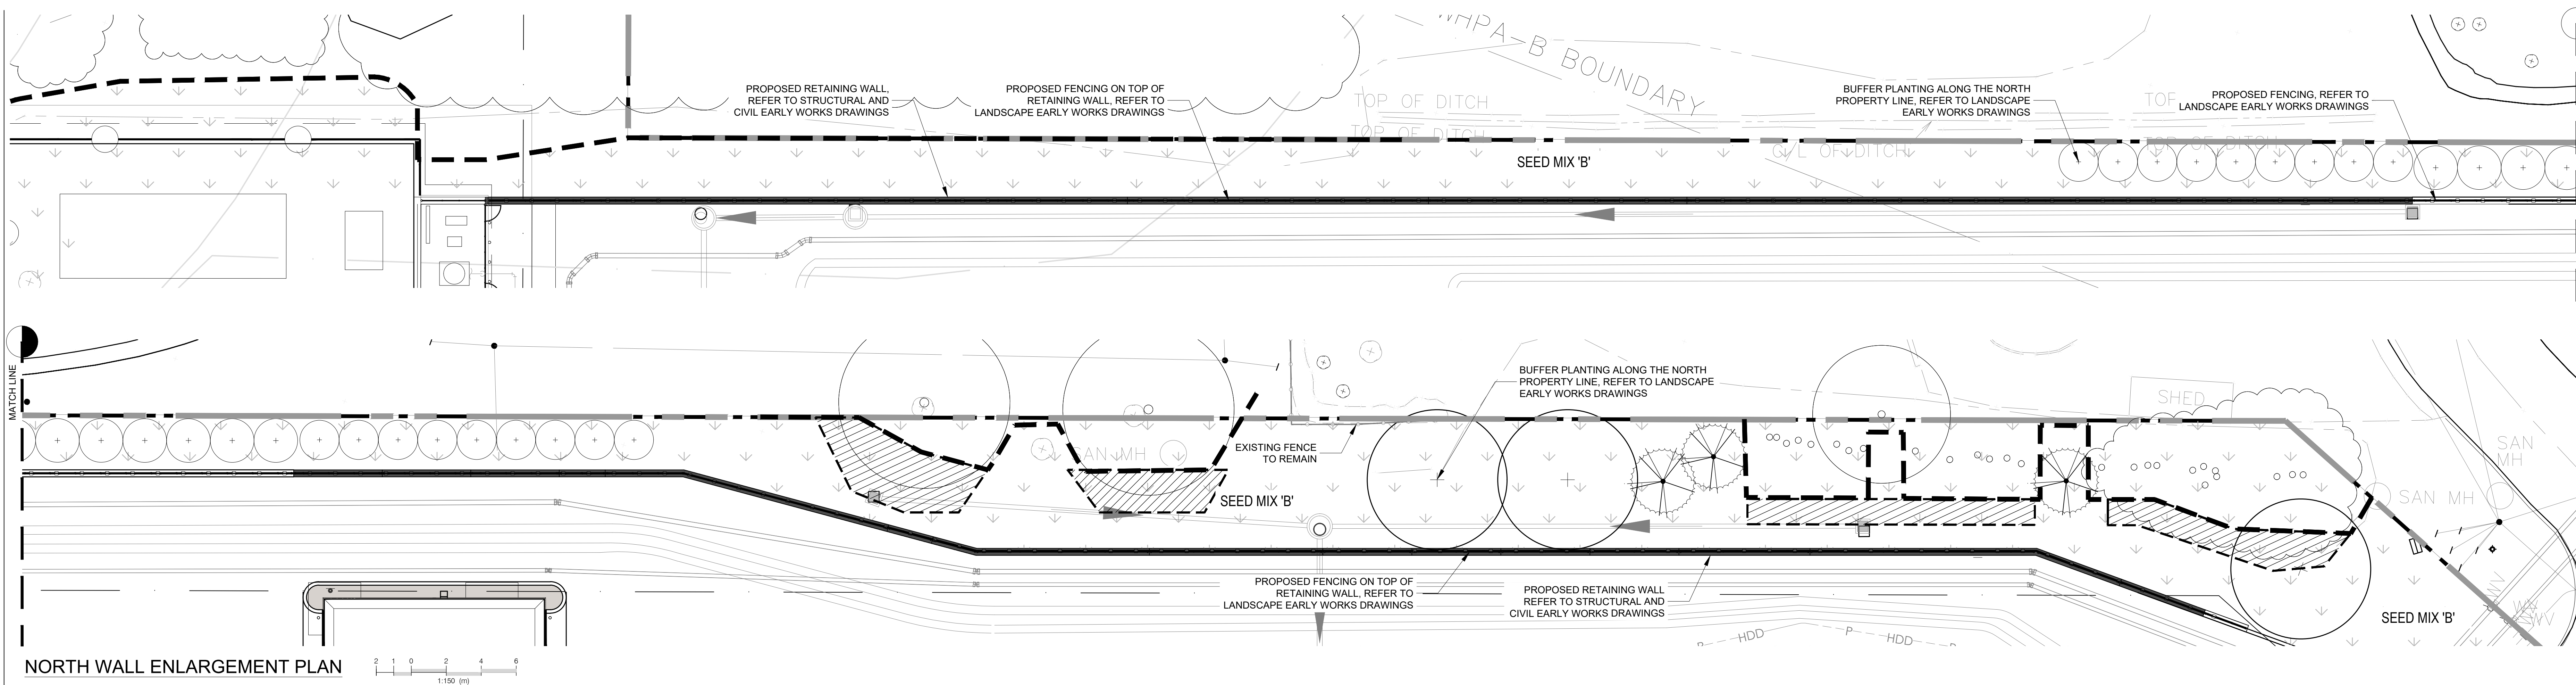 WHPA-B BOUNDARY
PROPOSED RETAINING WALL,
REFER TO STRUCTURAL AND
CIVIL EARLY WORKS DRAWINGS
PROPOSED FENCING ON TOP OF
RETAINING WALL, REFER TO
LANDSCAPE EARLY WORKS DRAWINGS
TOP OF DITCH
TOP OF DITCH
SEED MIX 'B'
BUFFER PLANTING ALONG THE NORTH
PROPERTY LINE, REFER TO LANDSCAPE
EARLY WORKS DRAWINGS
C/L OF DITCH
TOP OF DITCH
PROPOSED FENCING, REFER TO
LANDSCAPE EARLY WORKS DRAWINGS
MATCH LINE
SAN MH
EXISTING FENCE
TO REMAIN
SEED MIX 'B'
BUFFER PLANTING ALONG THE NORTH
PROPERTY LINE, REFER TO LANDSCAPE
EARLY WORKS DRAWINGS
SHED
SAN
MH
SAN MH
PROPOSED FENCING ON TOP OF
RETAINING WALL, REFER TO
LANDSCAPE EARLY WORKS DRAWINGS
PROPOSED RETAINING WALL
REFER TO STRUCTURAL AND
CIVIL EARLY WORKS DRAWINGS
HDD
P
HDD
SEED MIX 'B'
WV
WV
NORTH WALL ENLARGEMENT PLAN
2 1 0 2 4 6
1:150 (m)